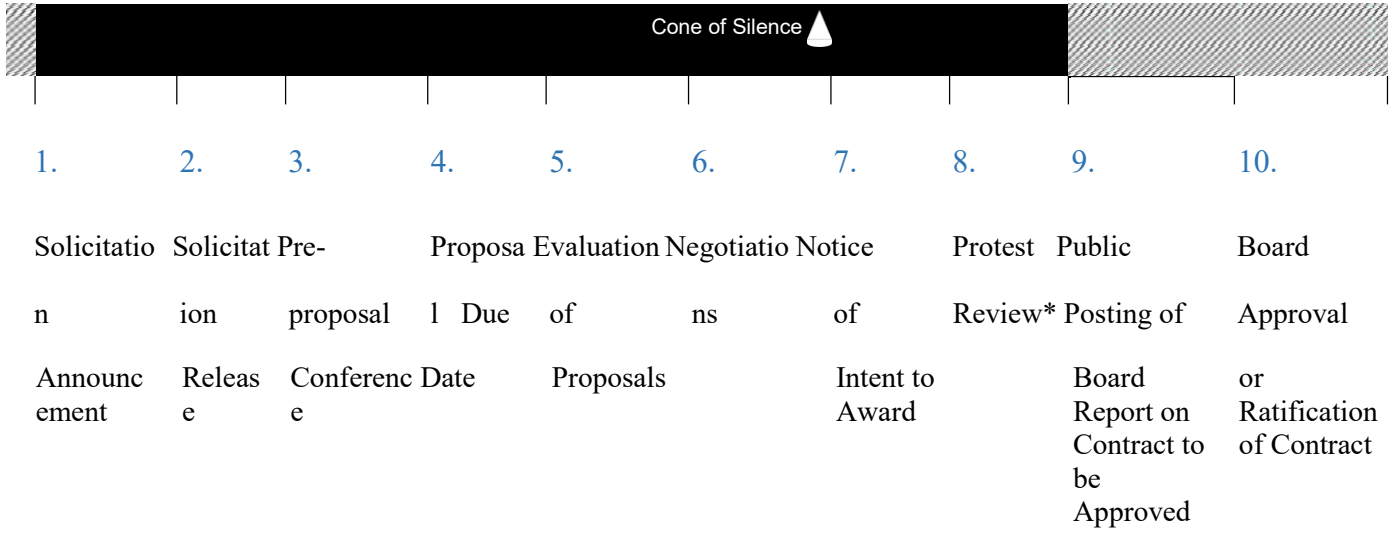 Cone of Silence
1. 2. 3. 4. 5. 6. 7. 8. 9. 10.
Solicitatio Solicitat Pre- Proposa Evaluation Negotiatio Notice Protest Public Board
n ion proposal l Due of ns of Review* Posting of Approval
Announc Releas Conferenc Date Proposals Intent to Board or
ement e e Award Report on Ratification
Contract to of Contract
be
Approved